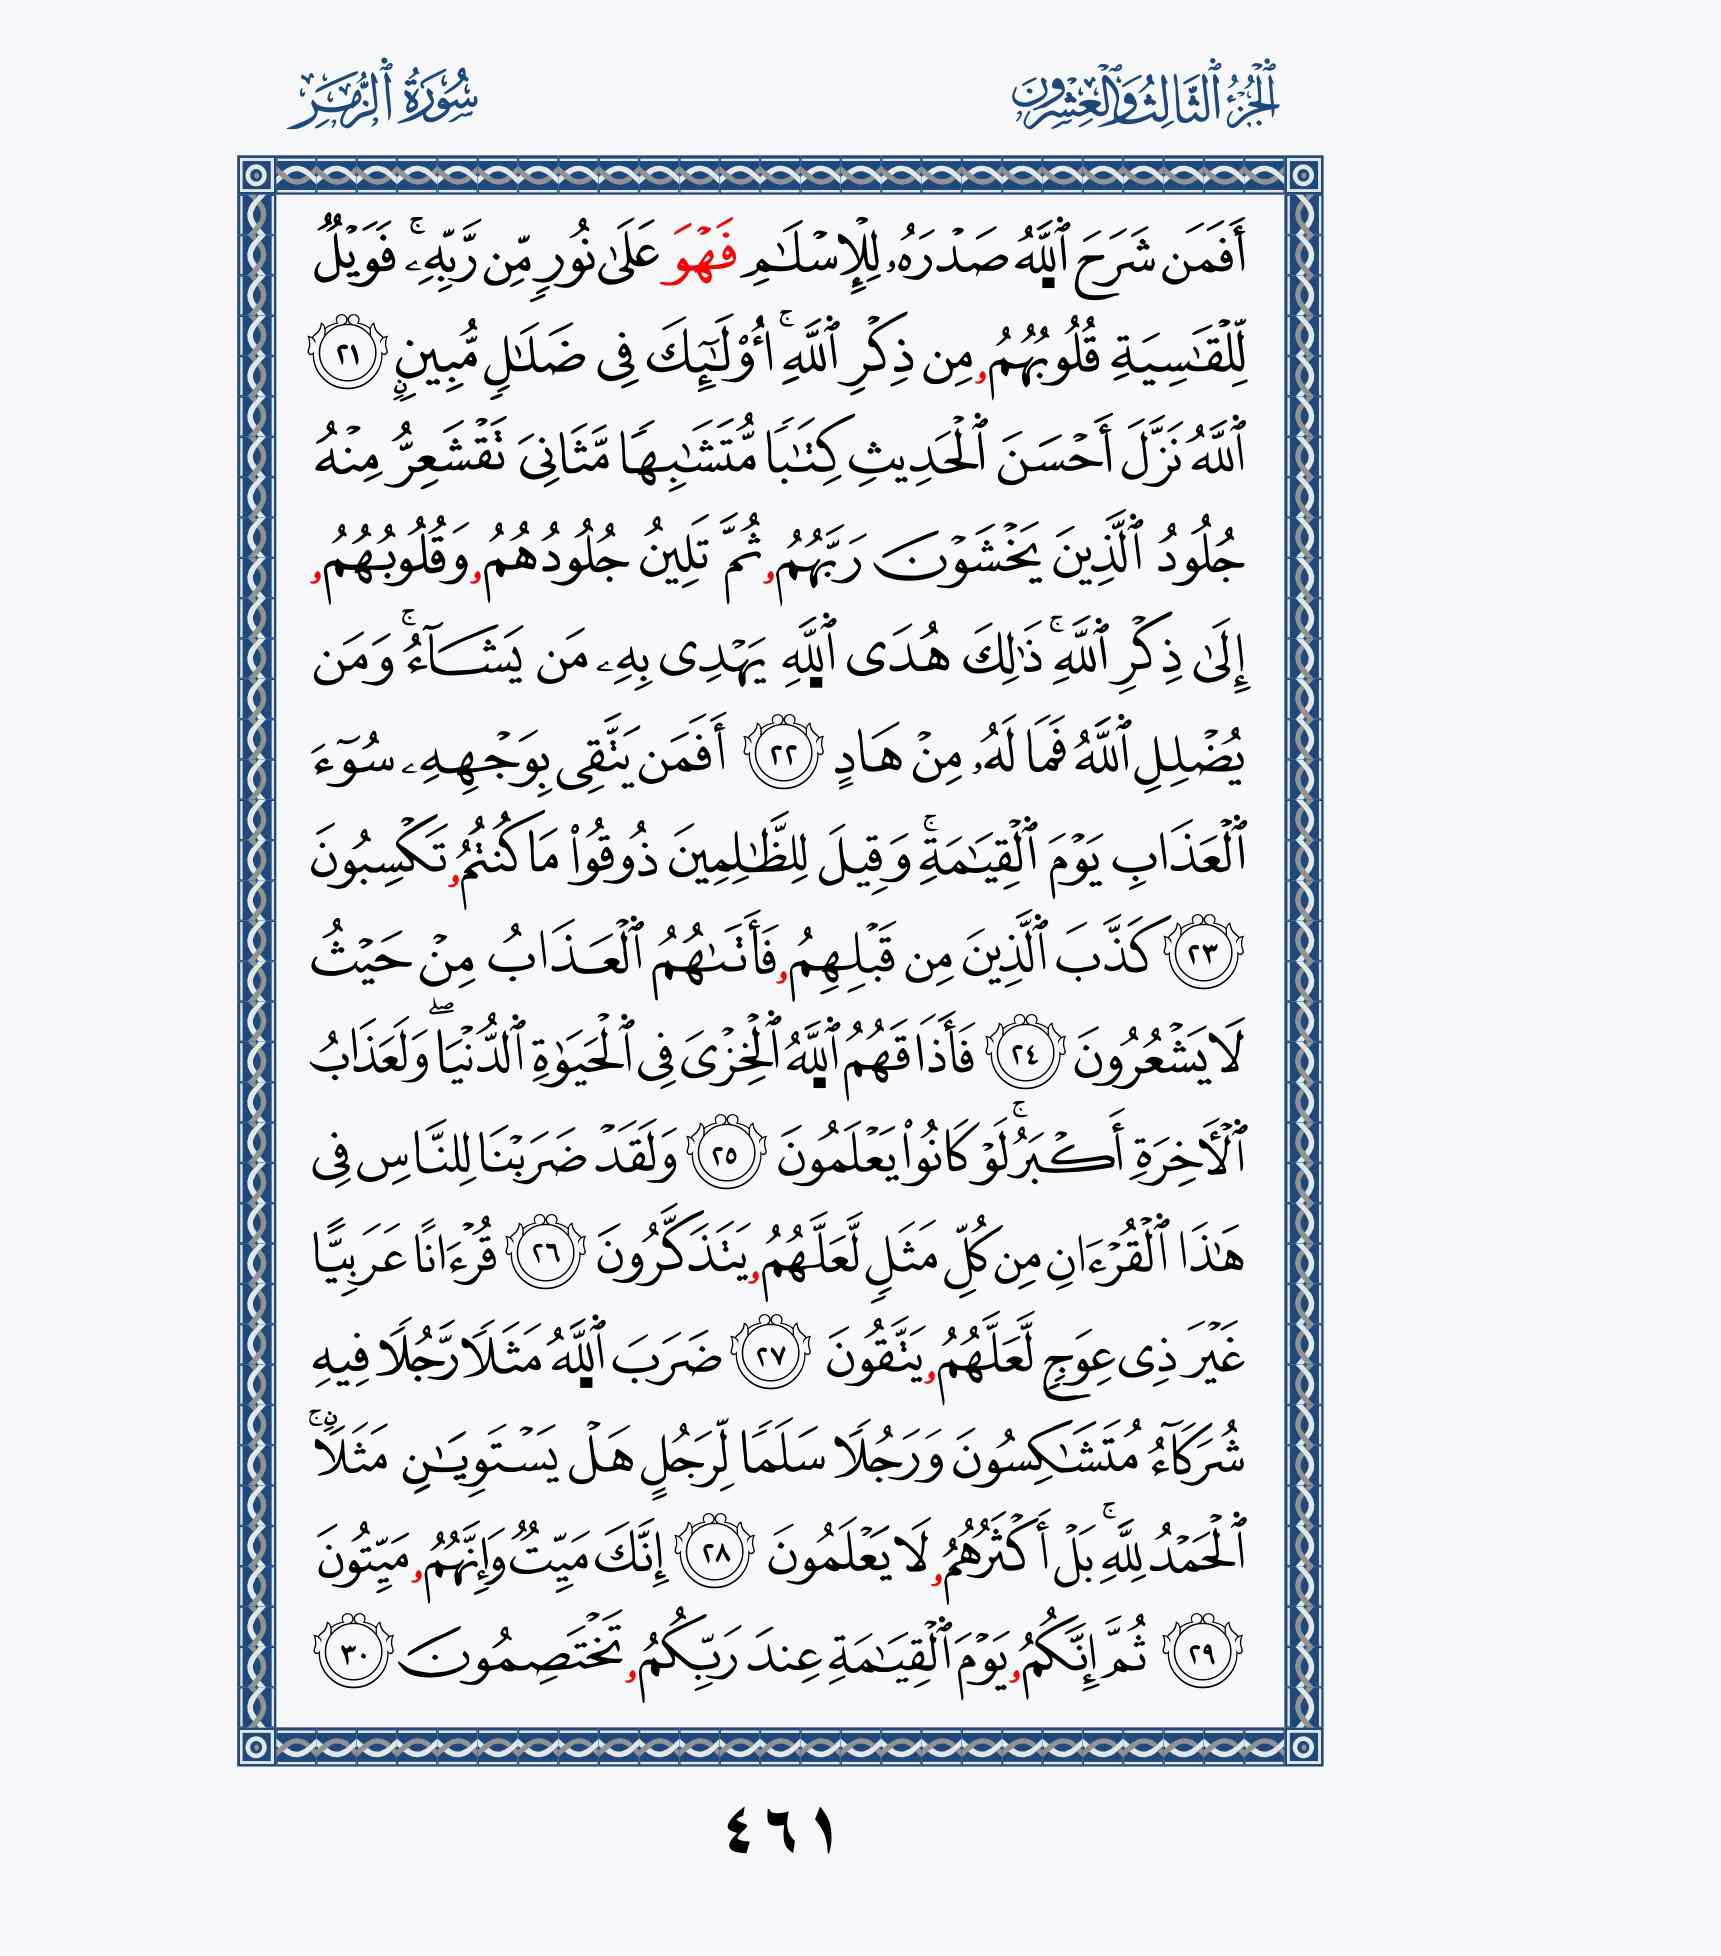 ٱلۡجُزۡءُ ٱلثَّالِثُ وَٱلۡعِشۡرُونَ
سُورَةُ ٱلزُّمَرِ
أَفَمَن شَرَحَ ٱللَّهُ صَدۡرَهُۥ لِلۡإِسۡلَٰمِ فَهۡوَ عَلَىٰ نُورٖ مِّن رَّبِّهِۦۚ فَوَيۡلٞ
لِّلۡقَٰسِيَةِ قُلُوبُهُمُۥ مِن ذِكۡرِ ٱللَّهِۚ أُوْلَٰٓئِكَ فِي ضَلَٰلٖ مُّبِينٍ ٢١
ٱللَّهُ نَزَّلَ أَحۡسَنَ ٱلۡحَدِيثِ كِتَٰبٗا مُّتَشَٰبِهٗا مَّثَانِيَ تَقۡشَعِرُّ مِنۡهُ
جُلُودُ ٱلَّذِينَ يَخۡشَوۡنَ رَبَّهُمُۥ ثُمَّ تَلِينُ جُلُودُهُمُۥ وَقُلُوبُهُمُۥ
إِلَىٰ ذِكۡرِ ٱللَّهِۚ ذَٰلِكَ هُدَى ٱللَّهِ يَهۡدِي بِهِۦ مَن يَشَآءُۚ وَمَن
يُضۡلِلِ ٱللَّهُ فَمَا لَهُۥ مِنۡ هَادٍ ٢٢ أَفَمَن يَتَّقِي بِوَجۡهِهِۦ سُوٓءَ
ٱلۡعَذَابِ يَوۡمَ ٱلۡقِيَٰمَةِۚ وَقِيلَ لِلظَّٰلِمِينَ ذُوقُواْ مَا كُنتُمُۥ تَكۡسِبُونَ
٢٣ كَذَّبَ ٱلَّذِينَ مِن قَبۡلِهِمُۥ فَأَتَىٰهُمُ ٱلۡعَذَابُ مِنۡ حَيۡثُ
لَا يَشۡعُرُونَ ٢٤ فَأَذَاقَهُمُ ٱللَّهُ ٱلۡخِزۡيَ فِي ٱلۡحَيَوٰةِ ٱلدُّنۡيَاۖ وَلَعَذَابُ
ٱلۡأٓخِرَةِ أَكۡبَرُۚ لَوۡ كَانُواْ يَعۡلَمُونَ ٢٥ وَلَقَدۡ ضَرَبۡنَا لِلنَّاسِ فِي
هَٰذَا ٱلۡقُرۡءَانِ مِن كُلِّ مَثَلٖ لَّعَلَّهُمُۥ يَتَذَكَّرُونَ ٢٦ قُرۡءَانًا عَرَبِيًّا
غَيۡرَ ذِي عِوَجٖ لَّعَلَّهُمُۥ يَتَّقُونَ ٢٧ ضَرَبَ ٱللَّهُ مَثَلٗا رَّجُلٗا فِيهِ
شُرَكَآءُ مُتَشَٰكِسُونَ وَرَجُلٗا سَلَمٗا لِّرَجُلٍ هَلۡ يَسۡتَوِيَٰنِ مَثَلًاۚ
ٱلۡحَمۡدُ لِلَّهِۚ بَلۡ أَكۡثَرُهُمُۥ لَا يَعۡلَمُونَ ٢٨ إِنَّكَ مَيِّتٞ وَإِنَّهُمُۥ مَيِّتُونَ
٢٩ ثُمَّ إِنَّكُمُۥ يَوۡمَ ٱلۡقِيَٰمَةِ عِندَ رَبِّكُمُۥ تَخۡتَصِمُونَ ٣٠
٤٦١